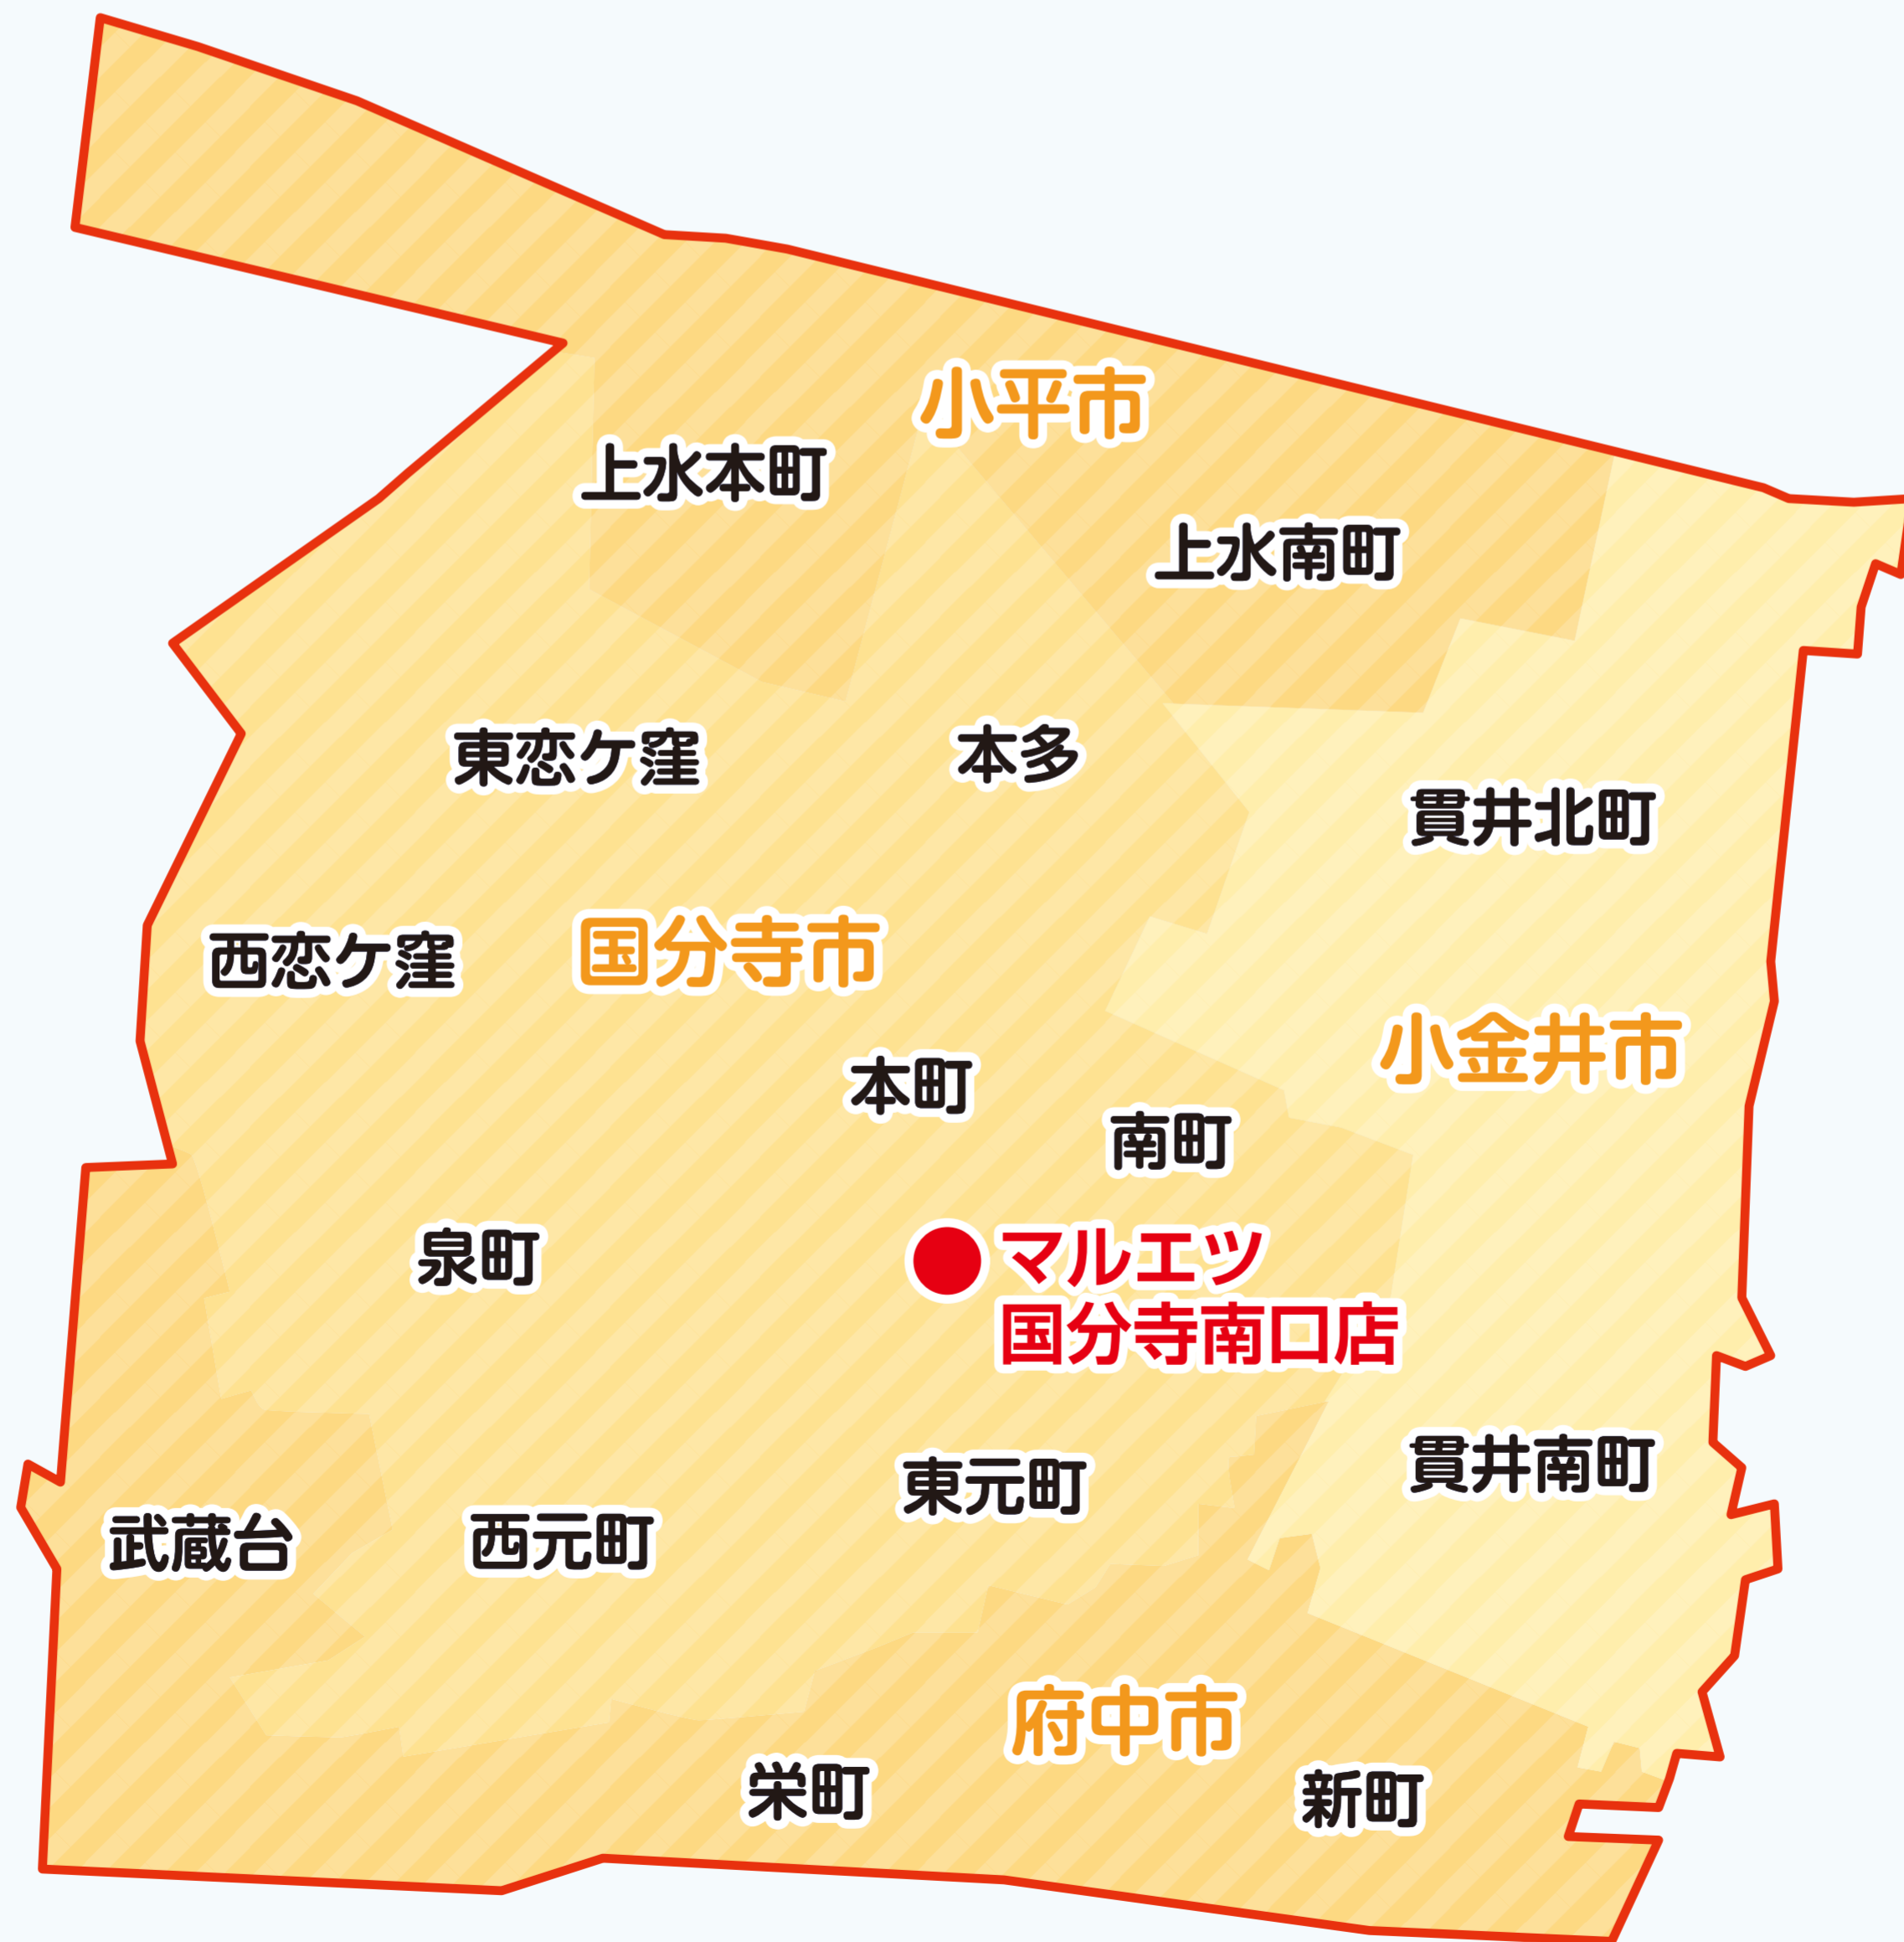 小平市
上水本町
上水南町
東恋ケ窪
本多
貫井北町
西恋ケ窪
国分寺市
小金井市
本町
南町
泉町
マルエツ
国分寺南口店
貫井南町
東元町
武蔵台
西元町
府中市
栄町
新町